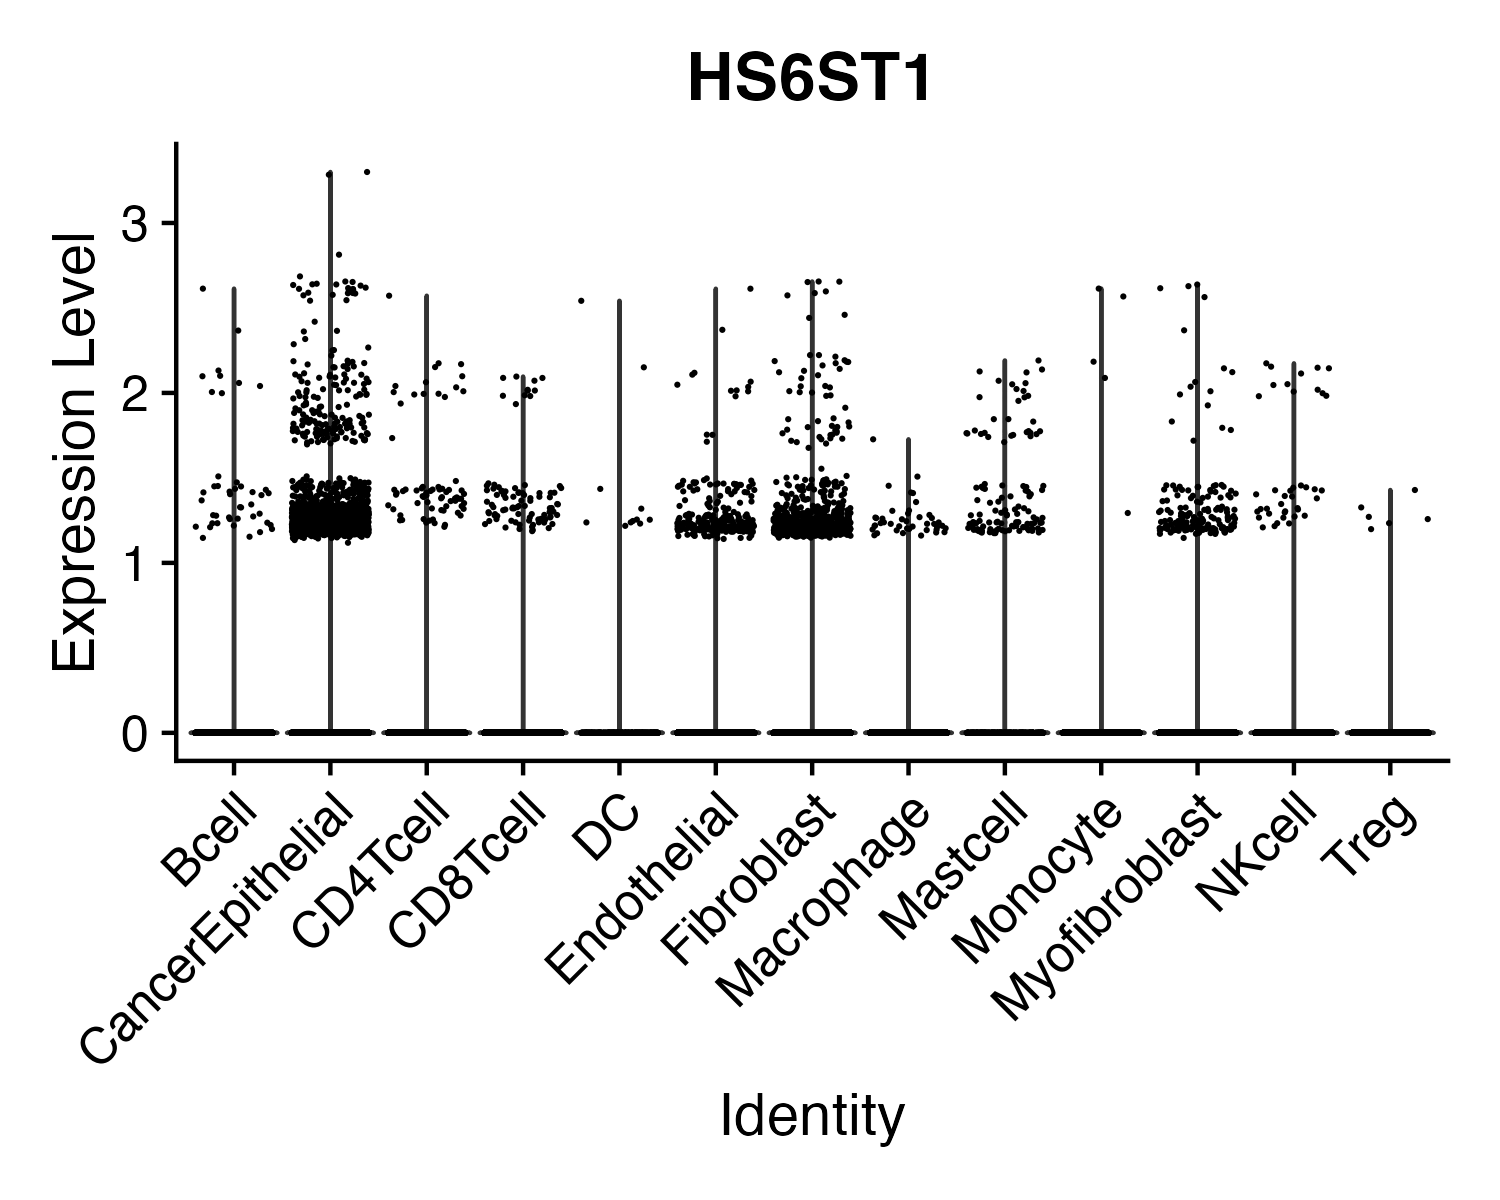 HS6ST1
Expression Level
3
2
1
0
Bcell
CancerEpithelial
CD4Tcell
CD8Tcell
DC
Endothelial
Fibroblast
Macrophage
Mastcell
Monocyte
Myofibroblast
NKcell
Treg
Identity